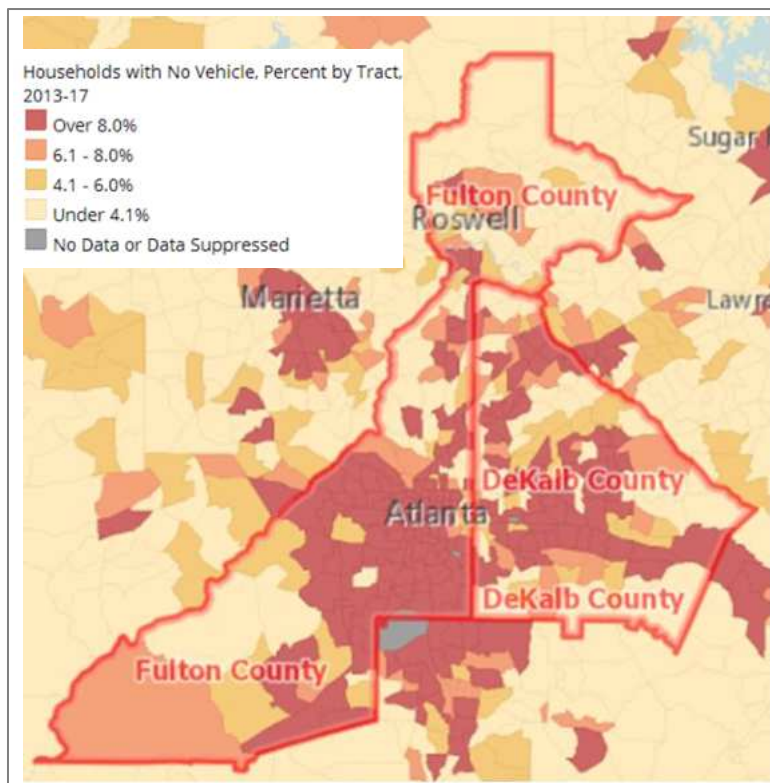 Households with No Vehicle, Percent by Tract,
2013-17
Over 8.0%
6.1 - 8.0%
4.1 - 6.0%
Under 4.1%
No Data or Data Suppressed
Sugar
Fulton County
Roswell
Marietta
Lawre
DeKalb County
Atlanta
DeKalb County
Fulton County